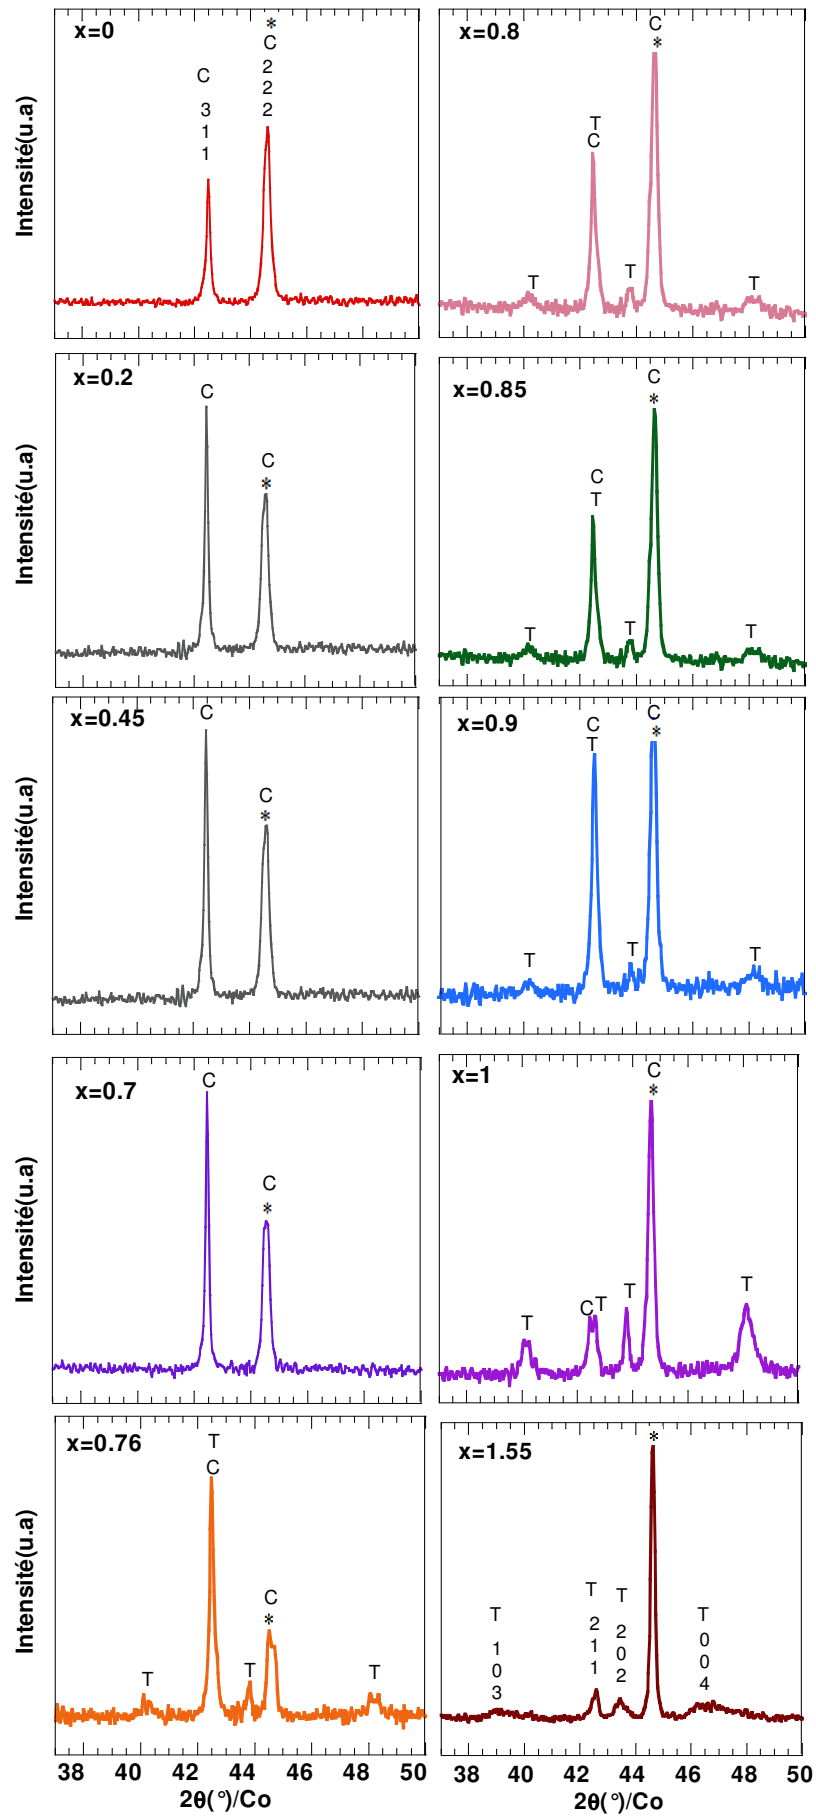 x=0
*
C
2
2
2
C
3
1
1
Intensité(u.a)
x=0.2
C
C
*
Intensité(u.a)
x=0.45
C
C
*
Intensité(u.a)
x=0.7
C
C
*
Intensité(u.a)
x=0.76
T
C
C
*
T
T
T
Intensité(u.a)
38 40 42 44 46 48 50
2θ(°)/Co
x=0.8
C
*
T
C
T
T
T
x=0.85
C
*
C
T
T
T
T
x=0.9
C
*
C
T
T
T
T
x=1
C
*
T
C T
T
T
x=1.55
*
T
1
0
3
T
2
1
1
T
2
0
2
T
0
0
4
40 42 44 46 48 50
2θ(°)/Co